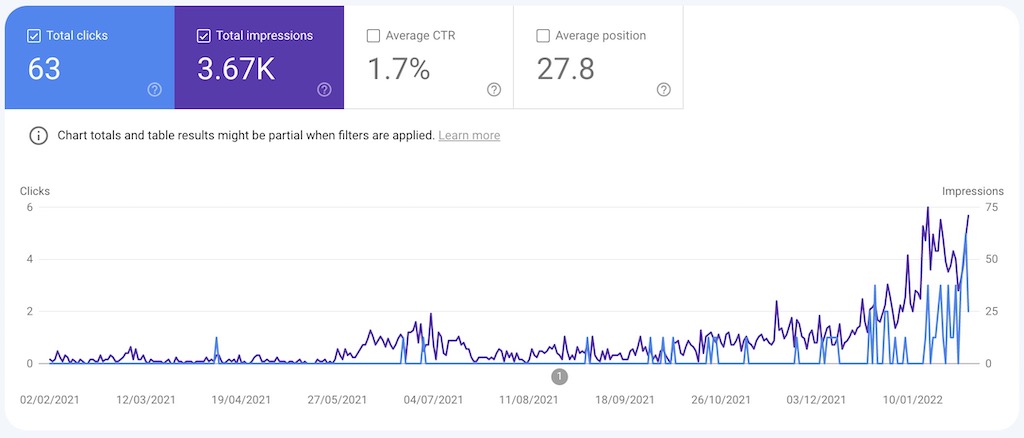 Total clicks
63
Total impressions
3.67K
Average CTR
1.7%
Average position
27.8
Chart totals and table results might be partial when filters are applied. Learn more
Clicks
Impressions
6
75
4
50
2
25
0
0
1
02/02/2021 12/03/2021 19/04/2021 27/05/2021 04/07/2021 11/08/2021 18/09/2021 26/10/2021 03/12/2021 10/01/2022